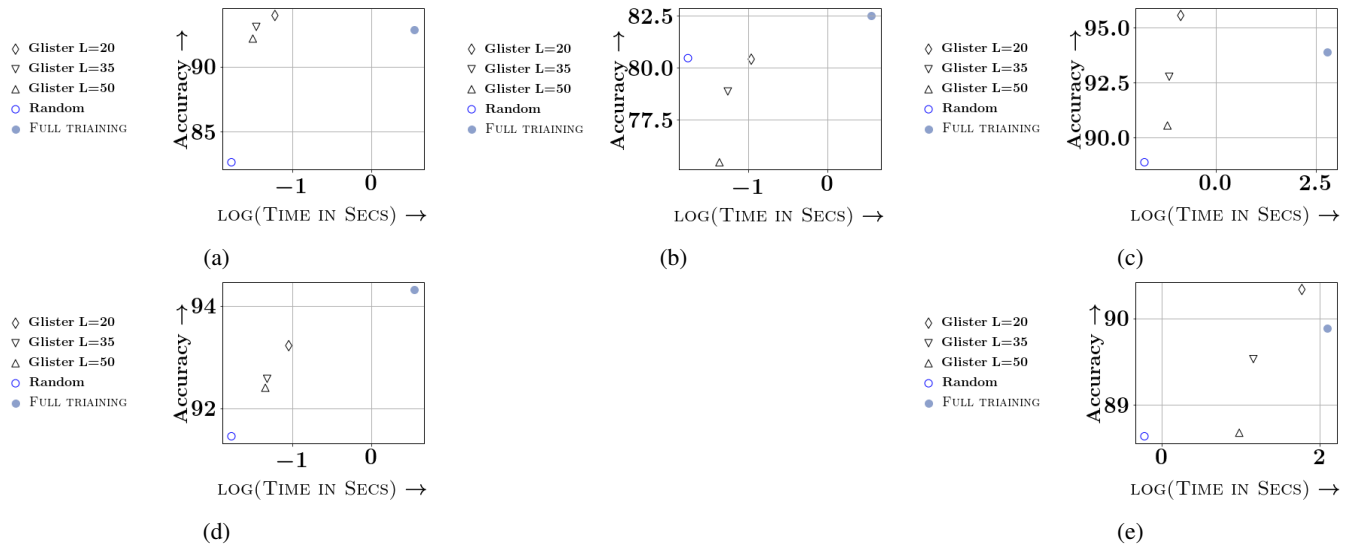 Glister L=20
Glister L=35
Glister L=50
Random
FULL TRIAINING
Accuracy →
90
85
−1 0
LOG(TIME IN SECS) →
(a)
Glister L=20
Glister L=35
Glister L=50
Random
FULL TRIAINING
Accuracy →
82.5
80.0
77.5
−1 0
LOG(TIME IN SECS) →
(b)
Glister L=20
Glister L=35
Glister L=50
Random
FULL TRIAINING
Accuracy →
95.0
92.5
90.0
0.0 2.5
LOG(TIME IN SECS) →
(c)
Glister L=20
Glister L=35
Glister L=50
Random
FULL TRIAINING
Accuracy →
94
92
−1 0
LOG(TIME IN SECS) →
(d)
Glister L=20
Glister L=35
Glister L=50
Random
FULL TRIAINING
Accuracy →
90
89
0 2
LOG(TIME IN SECS) →
(e)